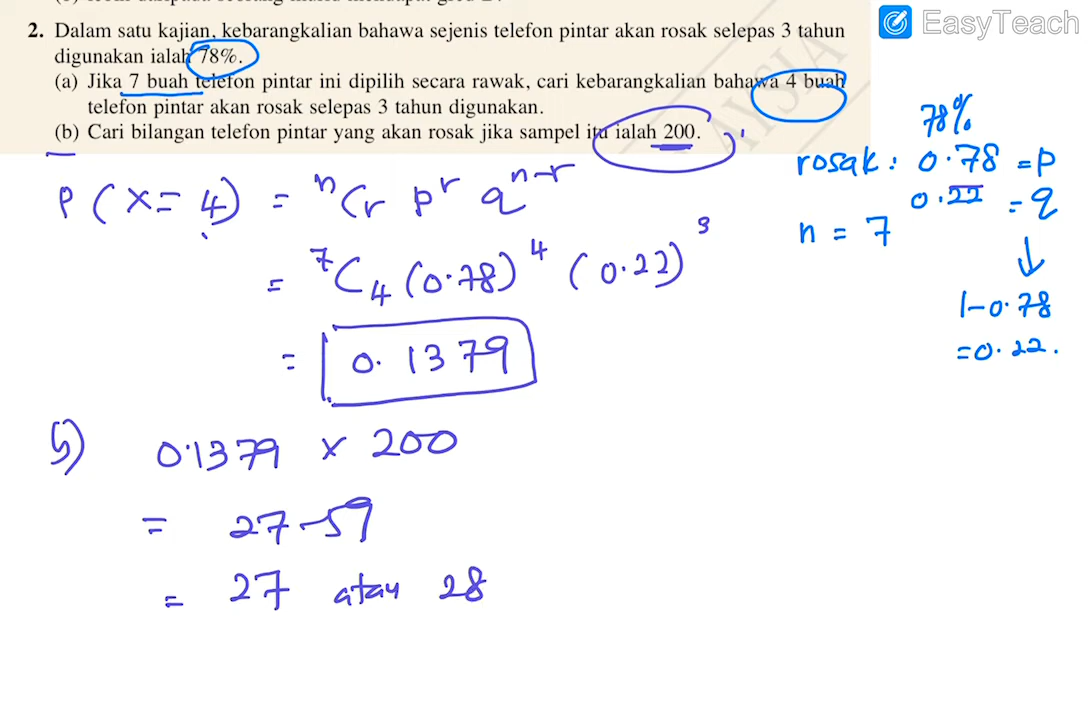 EasyTeach
2. Dalam satu kajian, kebarangkalian bahawa sejenis telefon pintar akan rosak selepas 3 tahun
digunakan ialah 78%.
(a) Jika 7 buah telefon pintar ini dipilih secara rawak, cari kebarangkalian bahawa 4 buah
telefon pintar akan rosak selepas 3 tahun digunakan.
(b) Cari bilangan telefon pintar yang akan rosak jika sampel itu ialah 200.
78%
rosak : 0.78 = p
0.22 = q
n = 7
↓
1-0.78
=0.22.
P(X=4) = ⁿCr pʳ qⁿ⁻ʳ
= ⁷C₄ (0.78)⁴ (0.22)³
= 0.1379
b) 0.1379 x 200
= 27.59
= 27 atau 28